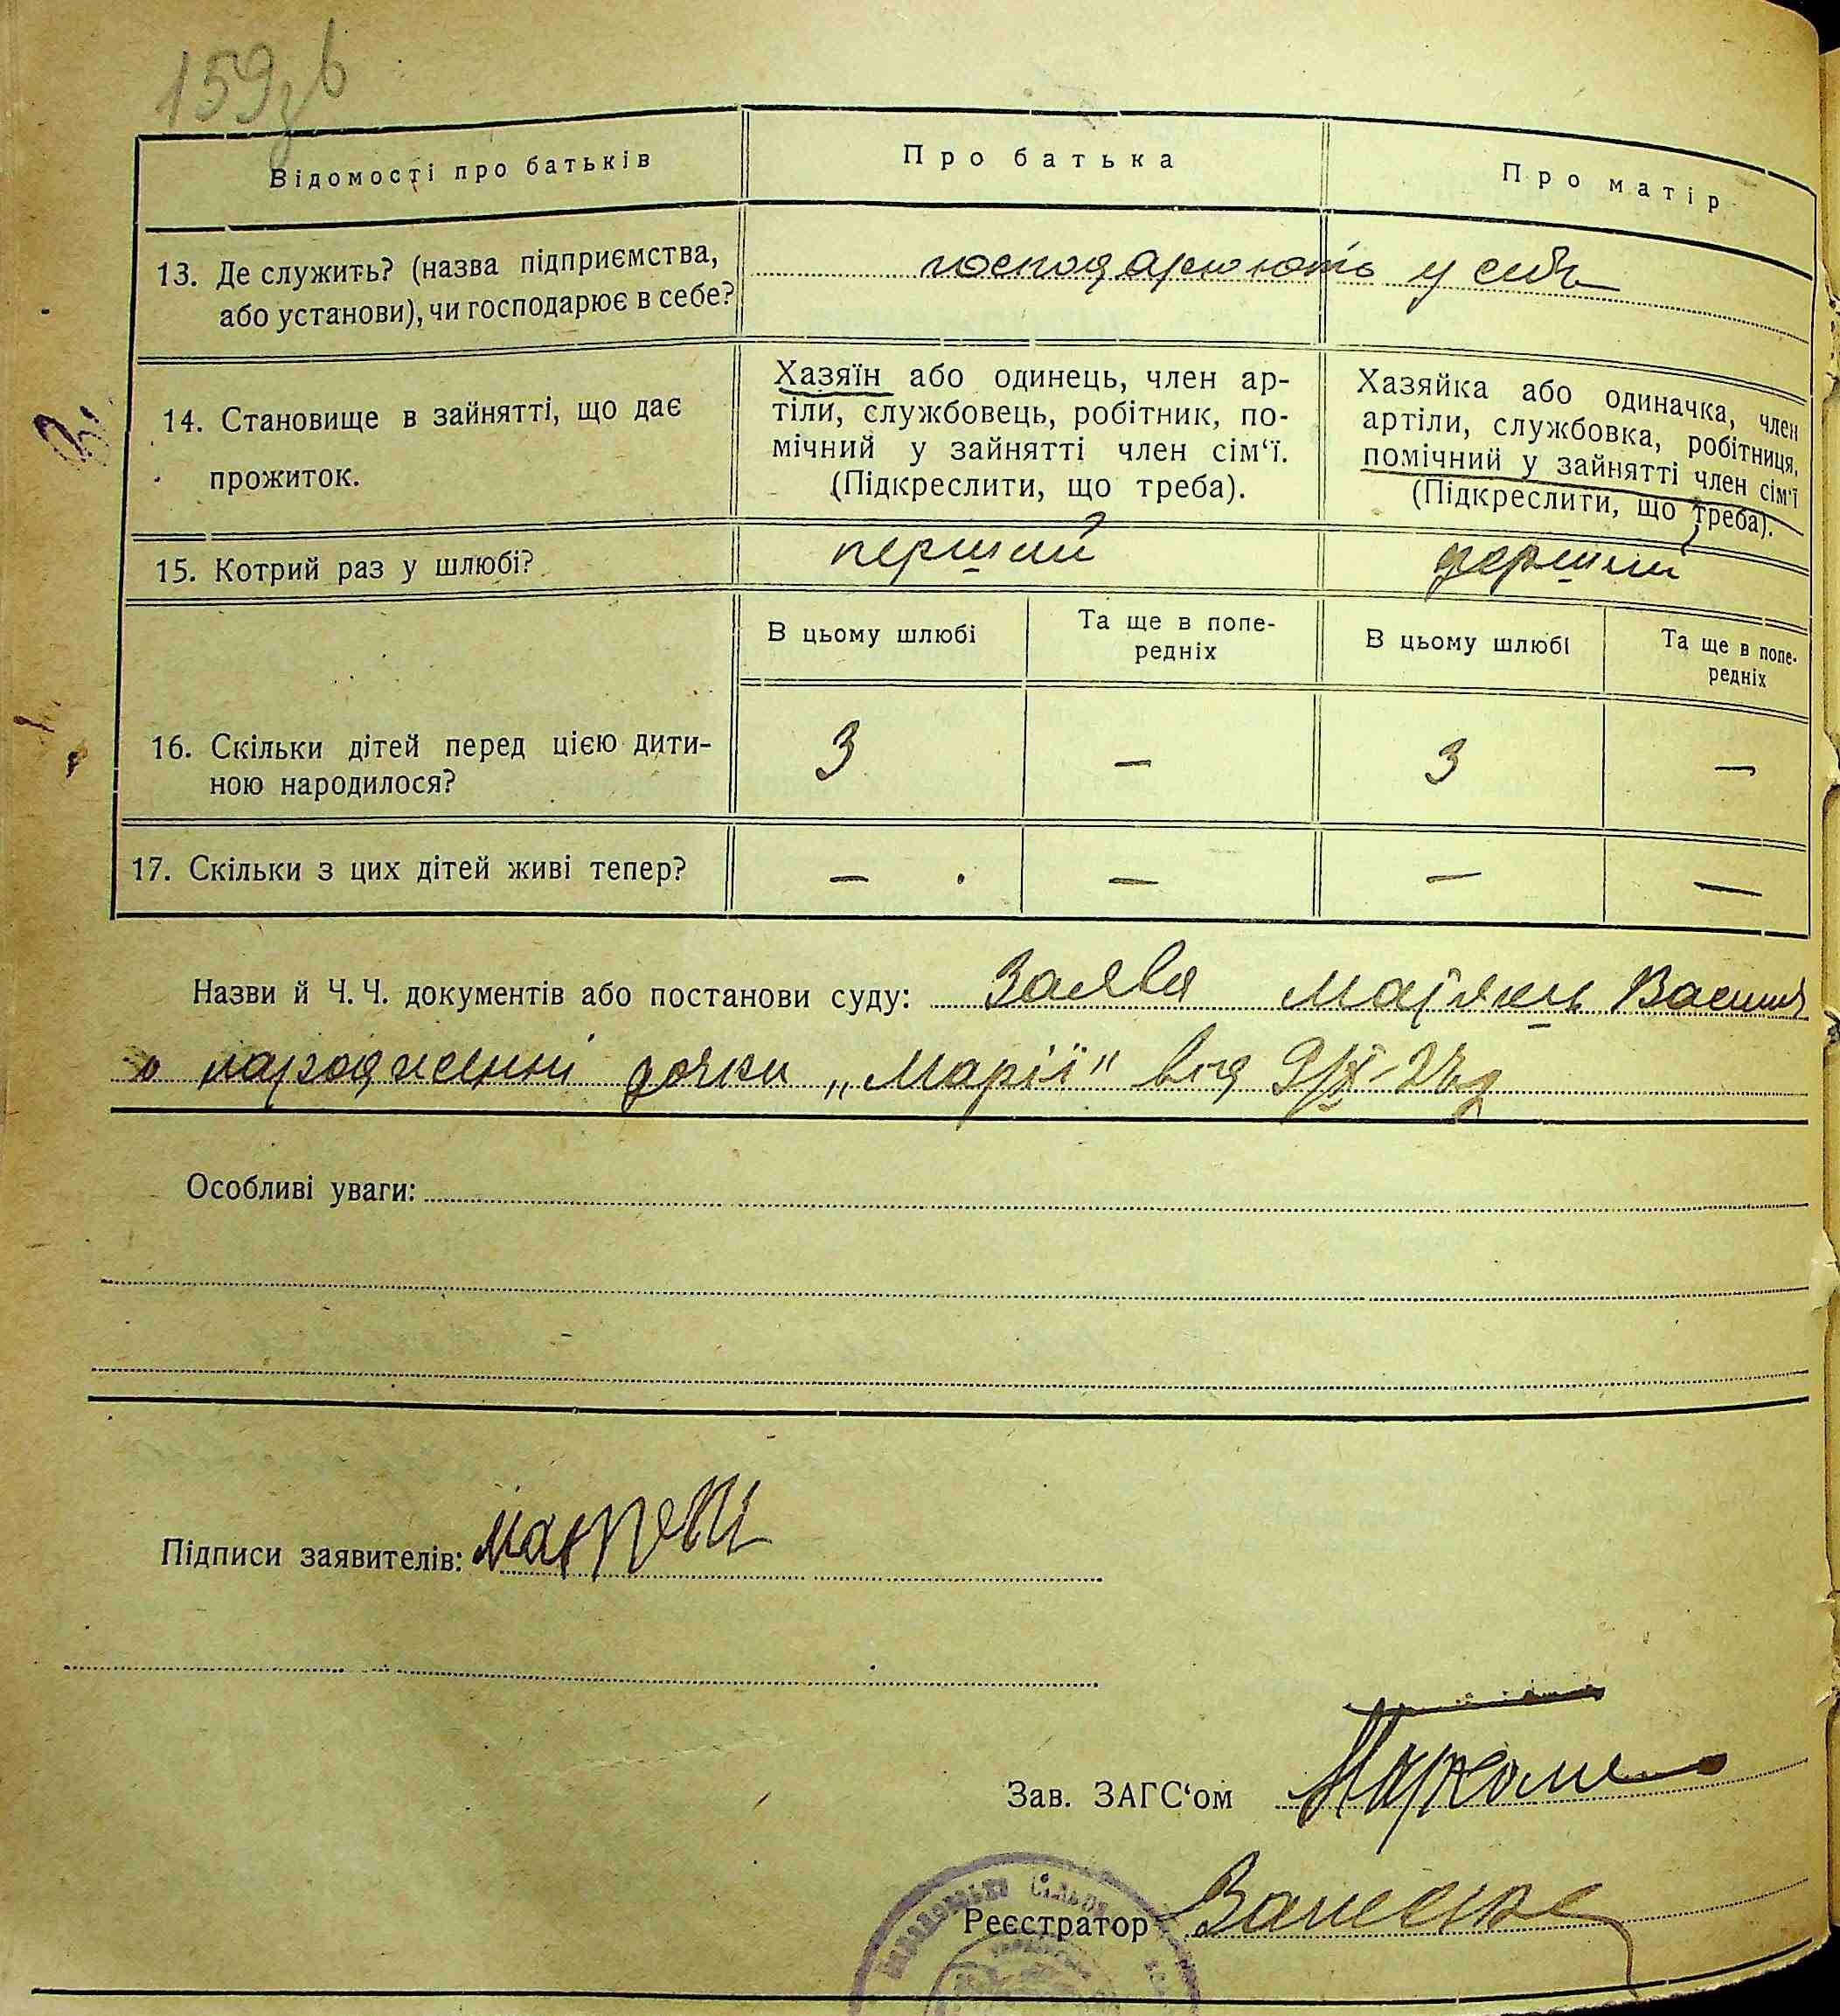 159зв
Відомості про батьків
Про батька
Про матір
13. Де служить? (назва підприємства,
або установи), чи господарює в себе?
господарюють у себе
14. Становище в зайнятті, що дає
прожиток.
Хазяїн або одинець, член ар-
тіли, службовець, робітник, по-
мічний у зайнятті член сім‘ї.
(Підкреслити, що треба).
Хазяйка або одиначка, член
артіли, службовка, робітниця,
помічний у зайнятті член сім‘ї
(Підкреслити, що треба).
15. Котрий раз у шлюбі?
перший
перший
В цьому шлюбі
Та ще в попе-
редніх
В цьому шлюбі
Та ще в попе-
редніх
16. Скільки дітей перед цією дити-
ною народилося?
3
—
3
—
17. Скільки з цих дітей живі тепер?
—
—
—
—
Назви й Ч. Ч. документів або постанови суду: Заява
о народженні дочки „Марії“ від
Особливі уваги:
Підписи заявителів:
Зав. ЗАГС‘ом
Реєстратор